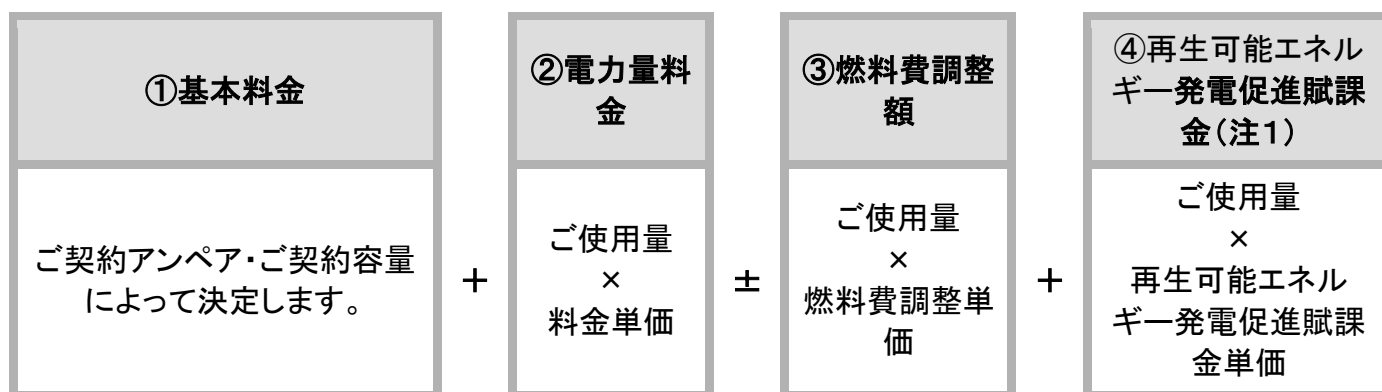 ①基本料金
ご契約アンペア・ご契約容量
によって決定します。
+
②電力量料
金
ご使用量
×
料金単価
±
③燃料費調整
額
ご使用量
×
燃料費調整単
価
+
④再生可能エネル
ギー発電促進賦課
金(注1)
ご使用量
×
再生可能エネル
ギー発電促進賦課
金単価